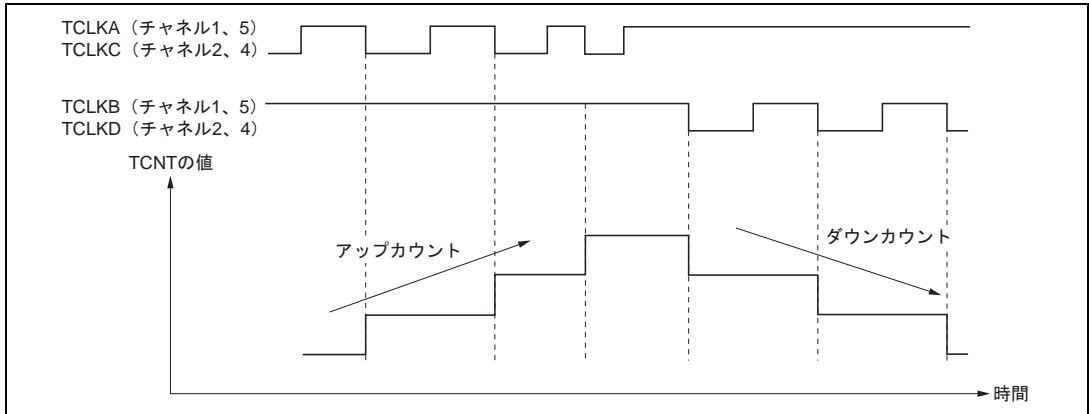 TCLKA（チャネル1、5）
TCLKC（チャネル2、4）
TCLKB（チャネル1、5）
TCLKD（チャネル2、4）
TCNTの値
アップカウント
ダウンカウント
時間